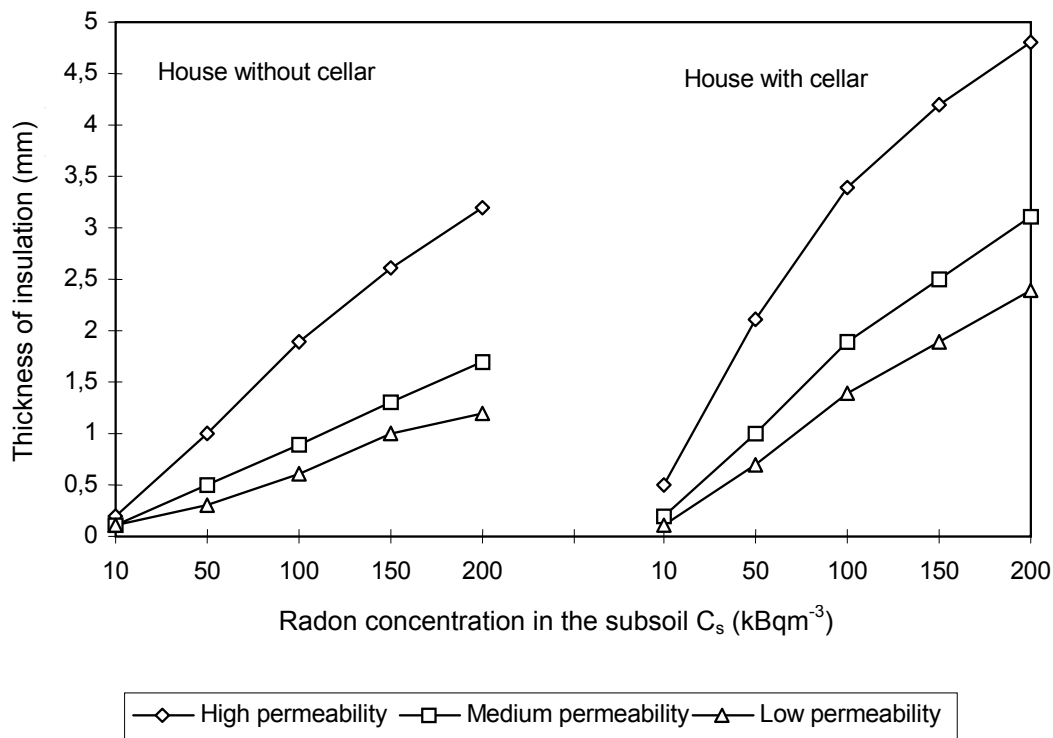 5
4,5
4
3,5
3
2,5
2
1,5
1
0,5
0
Thickness of insulation (mm)
House without cellar
House with cellar
10 50 100 150 200 10 50 100 150 200
Radon concentration in the subsoil Cs (kBqm-3)
High permeability Medium permeability Low permeability